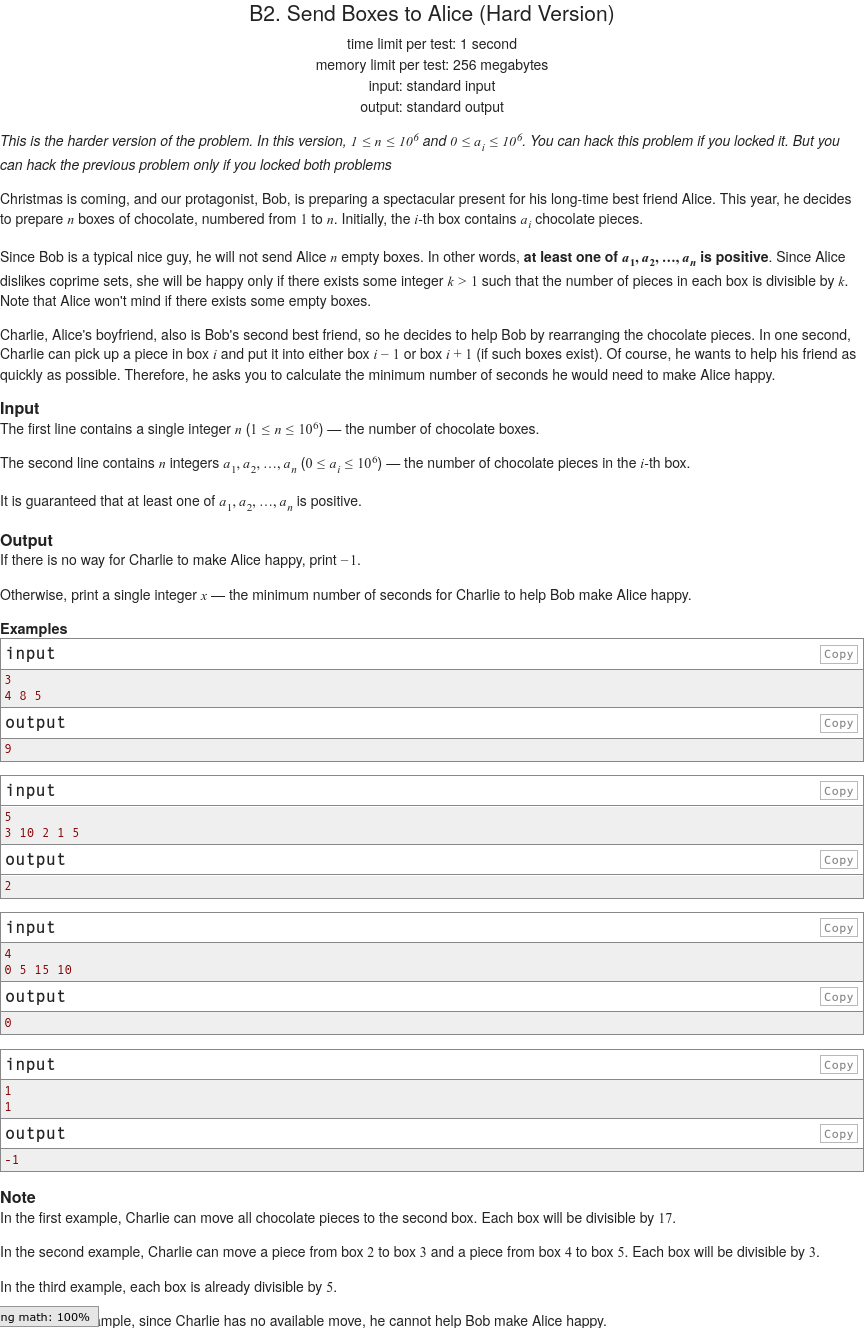 B2. Send Boxes to Alice (Hard Version)
time limit per test: 1 second
memory limit per test: 256 megabytes
input: standard input
output: standard output
This is the harder version of the problem. In this version, 1 ≤ n ≤ 10^6 and 0 ≤ a_i ≤ 10^6. You can hack this problem if you locked it. But you
can hack the previous problem only if you locked both problems
Christmas is coming, and our protagonist, Bob, is preparing a spectacular present for his long-time best friend Alice. This year, he decides
to prepare n boxes of chocolate, numbered from 1 to n. Initially, the i-th box contains a_i chocolate pieces.
Since Bob is a typical nice guy, he will not send Alice n empty boxes. In other words, at least one of a_1, a_2, …, a_n is positive. Since Alice
dislikes coprime sets, she will be happy only if there exists some integer k > 1 such that the number of pieces in each box is divisible by k.
Note that Alice won't mind if there exists some empty boxes.
Charlie, Alice's boyfriend, also is Bob's second best friend, so he decides to help Bob by rearranging the chocolate pieces. In one second,
Charlie can pick up a piece in box i and put it into either box i − 1 or box i + 1 (if such boxes exist). Of course, he wants to help his friend as
quickly as possible. Therefore, he asks you to calculate the minimum number of seconds he would need to make Alice happy.
Input
The first line contains a single integer n (1 ≤ n ≤ 10^6) — the number of chocolate boxes.
The second line contains n integers a_1, a_2, …, a_n (0 ≤ a_i ≤ 10^6) — the number of chocolate pieces in the i-th box.
It is guaranteed that at least one of a_1, a_2, …, a_n is positive.
Output
If there is no way for Charlie to make Alice happy, print −1.
Otherwise, print a single integer x — the minimum number of seconds for Charlie to help Bob make Alice happy.
Examples
input Copy
3
4 8 5
output Copy
9
input Copy
5
3 10 2 1 5
output Copy
2
input Copy
4
0 5 15 10
output Copy
0
input Copy
1
1
output Copy
-1
Note
In the first example, Charlie can move all chocolate pieces to the second box. Each box will be divisible by 17.
In the second example, Charlie can move a piece from box 2 to box 3 and a piece from box 4 to box 5. Each box will be divisible by 3.
In the third example, each box is already divisible by 5.
ng math: 100% ample, since Charlie has no available move, he cannot help Bob make Alice happy.